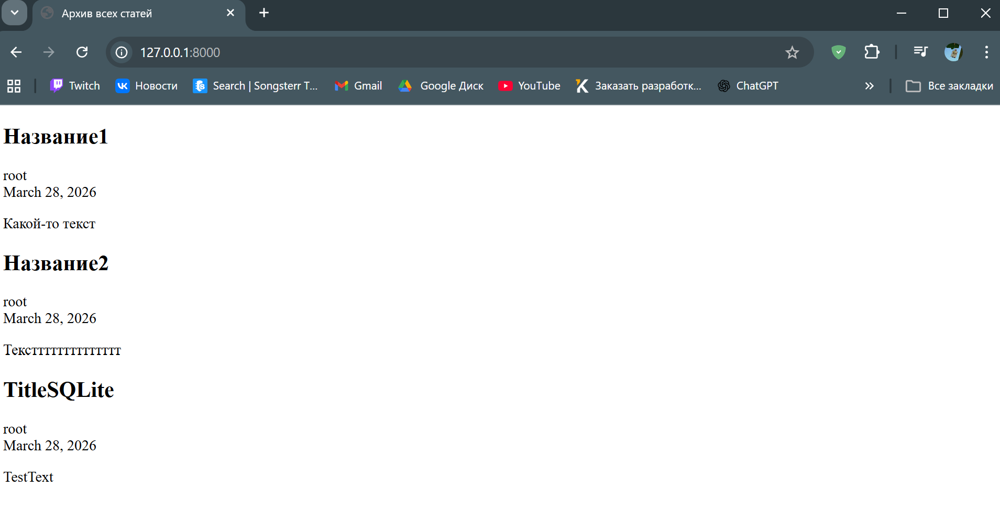 Архив всех статей
127.0.0.1:8000
Twitch
Новости
Search | Songsterr T...
Gmail
Google Диск
YouTube
Заказать разработк...
ChatGPT
Все закладки
Название1
root
March 28, 2026
Какой-то текст
Название2
root
March 28, 2026
Тексттттттттттттттт
TitleSQLite
root
March 28, 2026
TestText